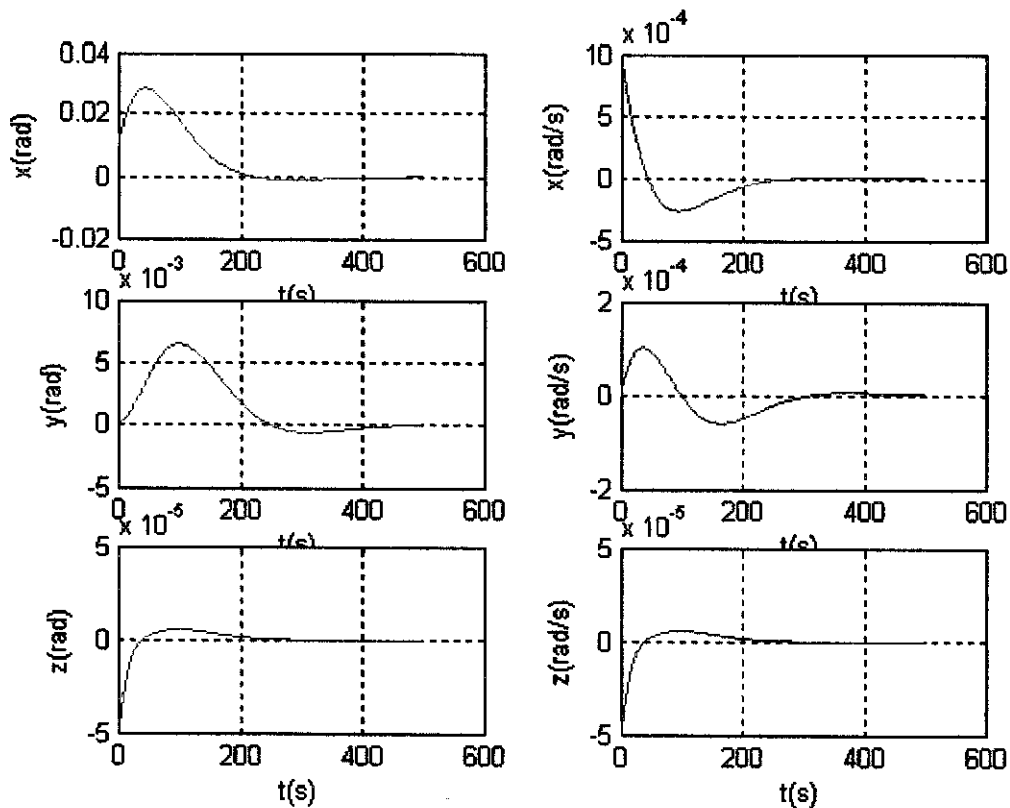 x 10⁻⁴
0.04
0.02
0
-0.02
x(rad)
0 200 400 600
t(s)
10
5
0
-5
x(rad/s)
0 200 400 600
t(s)
x 10⁻³
10
5
0
-5
y(rad)
0 200 400 600
t(s)
x 10⁻⁴
2
0
-2
y(rad/s)
0 200 400 600
t(s)
x 10⁻⁵
5
0
-5
z(rad)
0 200 400 600
t(s)
x 10⁻⁵
5
0
-5
z(rad/s)
0 200 400 600
t(s)